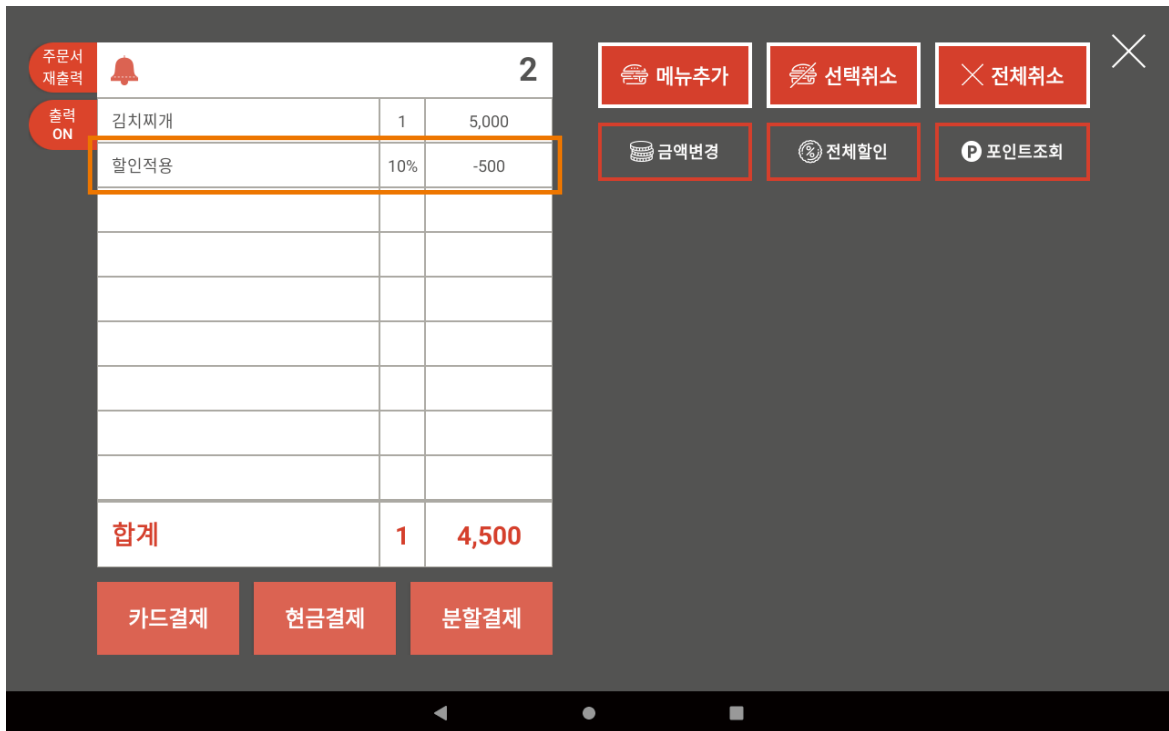 주문서
재출력
2
메뉴추가
선택취소
전체취소
출력
ON
김치찌개 1 5,000
할인적용 10% -500
금액변경
전체할인
P 포인트조회
합계 1 4,500
카드결제
현금결제
분할결제